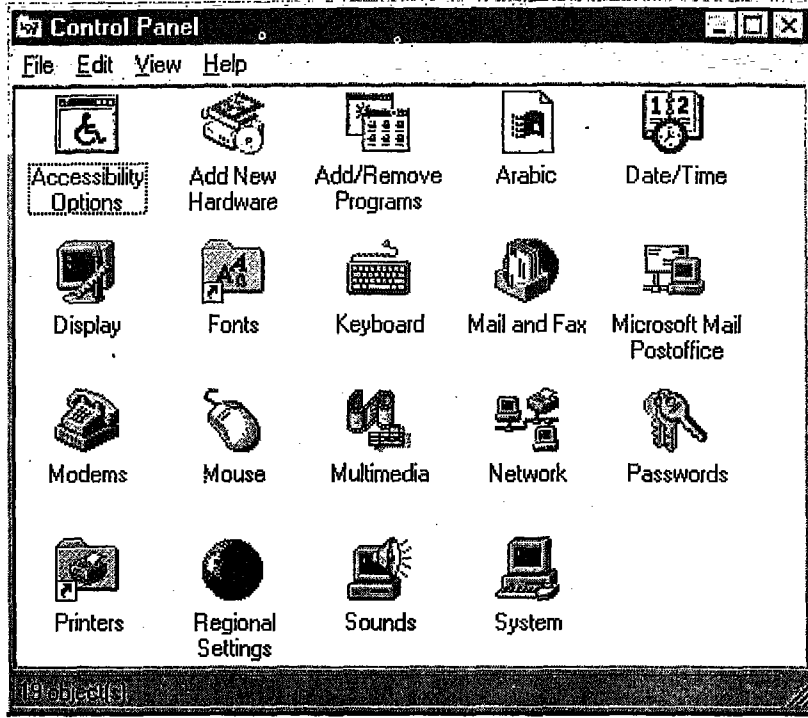 Control Panel
File Edit View Help
Accessibility Options
Add New Hardware
Add/Remove Programs
Arabic
Date/Time
Display
Fonts
Keyboard
Mail and Fax
Microsoft Mail Postoffice
Modems
Mouse
Multimedia
Network
Passwords
Printers
Regional Settings
Sounds
System
19 object(s)